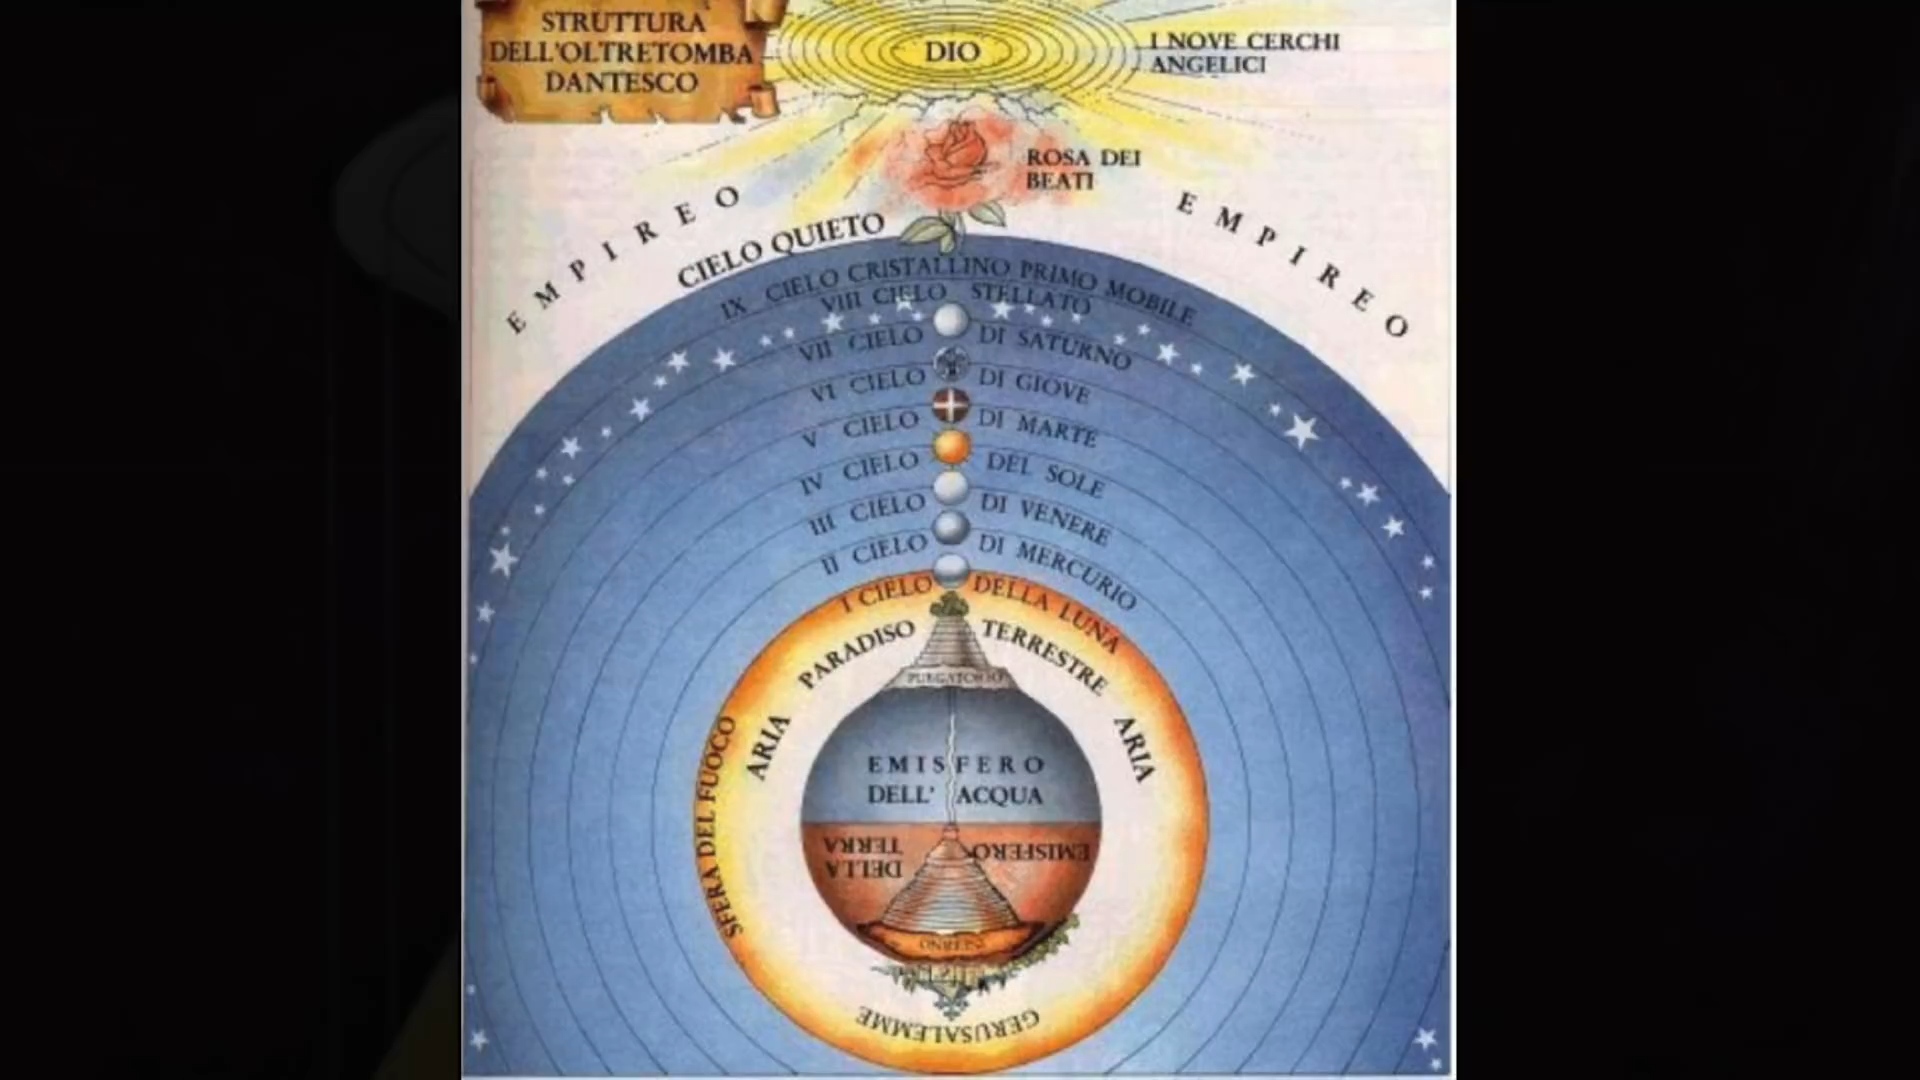 STRUTTURA
DELL'OLTRETOMBA
DANTESCO
DIO
I NOVE CERCHI
ANGELICI
ROSA DEI
BEATI
EMPIREO
EMPIREO
CIELO QUIETO
IX CIELO CRISTALLINO PRIMO MOBILE
VIII CIELO STELLATO
VII CIELO DI SATURNO
VI CIELO DI GIOVE
V CIELO DI MARTE
IV CIELO DEL SOLE
III CIELO DI VENERE
II CIELO DI MERCURIO
I CIELO DELLA LUNA
PARADISO TERRESTRE
PURGATORIO
ARIA
ARIA
SFERA DEL FUOCO
EMISFERO
DELL' ACQUA
EMISFERO
DELLA
TERRA
INFERNO
GERUSALEMME